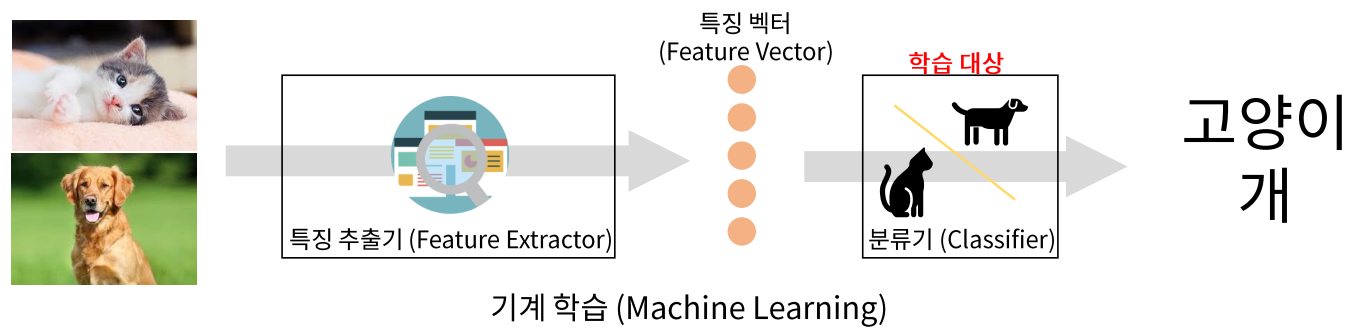 특징 벡터
(Feature Vector)
학습 대상
특징 추출기 (Feature Extractor)
분류기 (Classifier)
고양이
개
기계 학습 (Machine Learning)